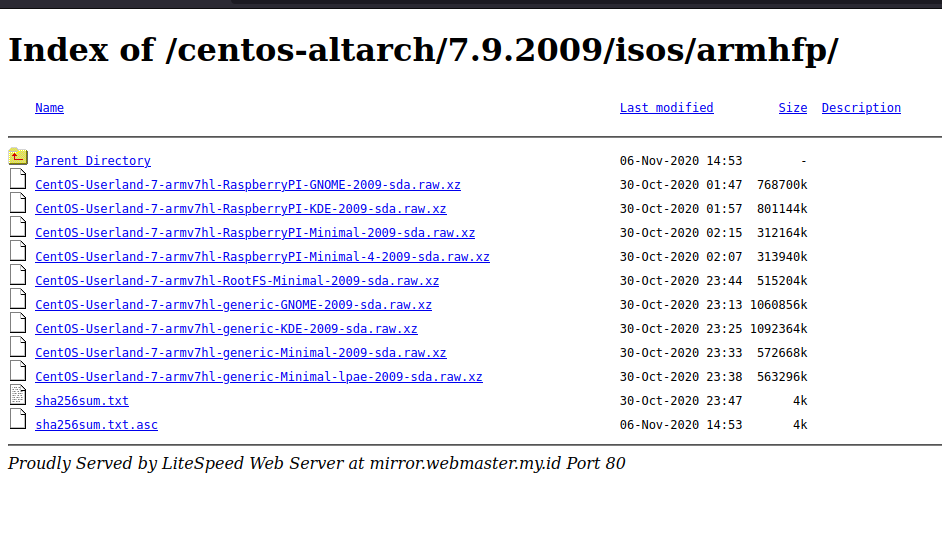 Index of /centos-altarch/7.9.2009/isos/armhfp/
Name Last modified Size Description
Parent Directory 06-Nov-2020 14:53 -
CentOS-Userland-7-armv7hl-RaspberryPI-GNOME-2009-sda.raw.xz 30-Oct-2020 01:47 768700k
CentOS-Userland-7-armv7hl-RaspberryPI-KDE-2009-sda.raw.xz 30-Oct-2020 01:57 801144k
CentOS-Userland-7-armv7hl-RaspberryPI-Minimal-2009-sda.raw.xz 30-Oct-2020 02:15 312164k
CentOS-Userland-7-armv7hl-RaspberryPI-Minimal-4-2009-sda.raw.xz 30-Oct-2020 02:07 313940k
CentOS-Userland-7-armv7hl-RootFS-Minimal-2009-sda.raw.xz 30-Oct-2020 23:44 515204k
CentOS-Userland-7-armv7hl-generic-GNOME-2009-sda.raw.xz 30-Oct-2020 23:13 1060856k
CentOS-Userland-7-armv7hl-generic-KDE-2009-sda.raw.xz 30-Oct-2020 23:25 1092364k
CentOS-Userland-7-armv7hl-generic-Minimal-2009-sda.raw.xz 30-Oct-2020 23:33 572668k
CentOS-Userland-7-armv7hl-generic-Minimal-lpae-2009-sda.raw.xz 30-Oct-2020 23:38 563296k
sha256sum.txt 30-Oct-2020 23:47 4k
sha256sum.txt.asc 06-Nov-2020 14:53 4k
Proudly Served by LiteSpeed Web Server at mirror.webmaster.my.id Port 80